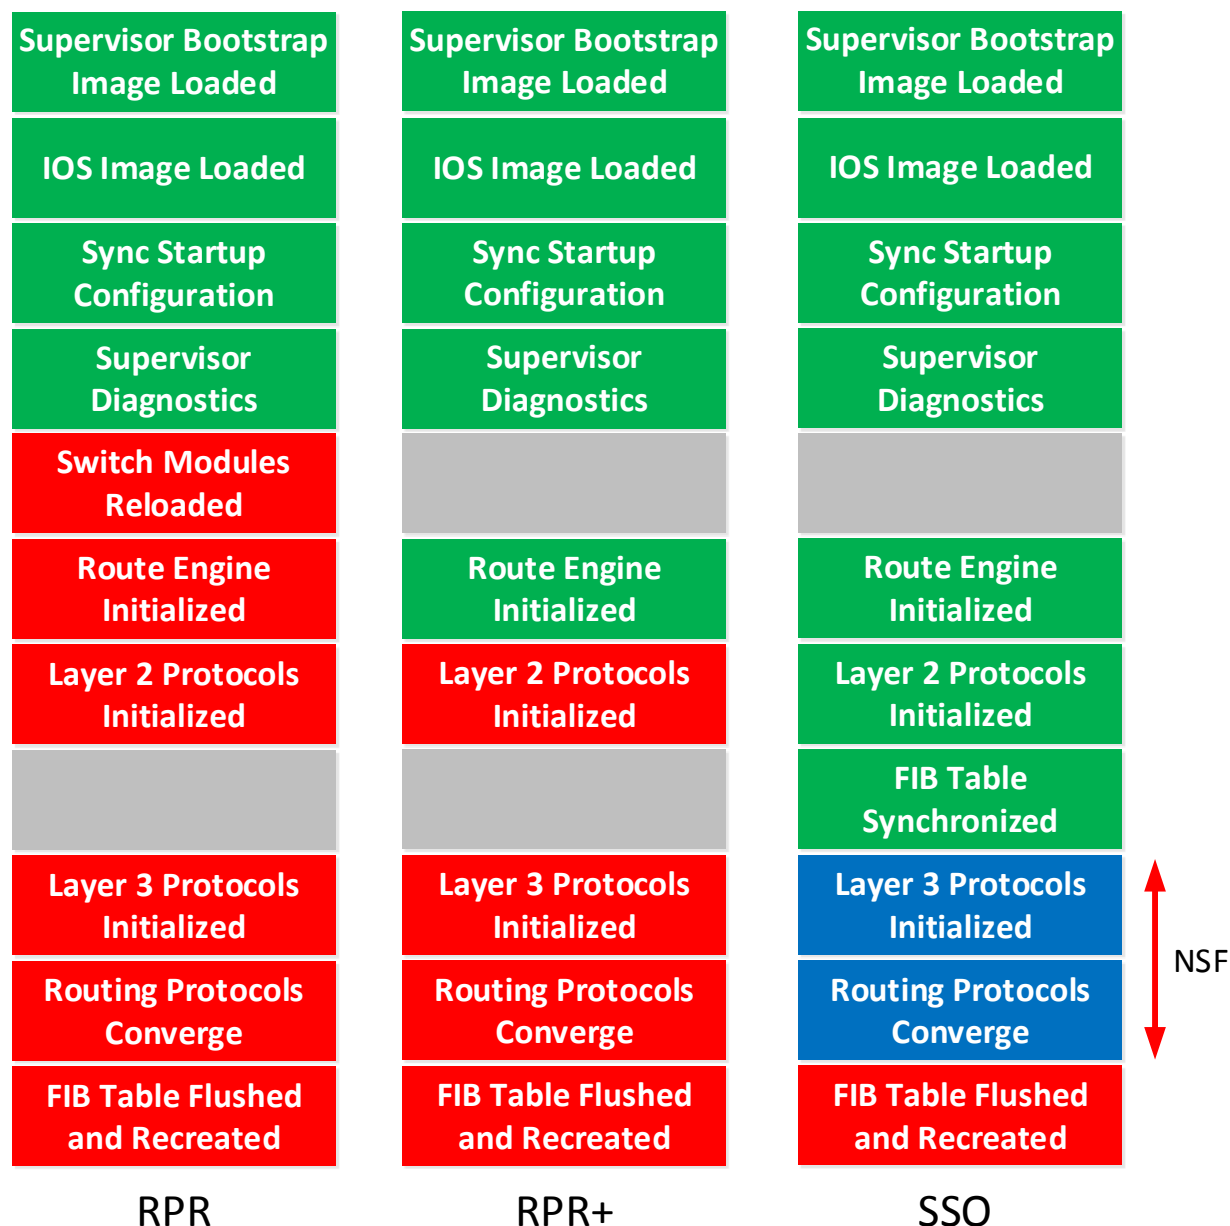 Supervisor Bootstrap
Image Loaded
IOS Image Loaded
Sync Startup
Configuration
Supervisor
Diagnostics
Switch Modules
Reloaded
Route Engine
Initialized
Layer 2 Protocols
Initialized
Layer 3 Protocols
Initialized
Routing Protocols
Converge
FIB Table Flushed
and Recreated
RPR
Supervisor Bootstrap
Image Loaded
IOS Image Loaded
Sync Startup
Configuration
Supervisor
Diagnostics
Route Engine
Initialized
Layer 2 Protocols
Initialized
Layer 3 Protocols
Initialized
Routing Protocols
Converge
FIB Table Flushed
and Recreated
RPR+
Supervisor Bootstrap
Image Loaded
IOS Image Loaded
Sync Startup
Configuration
Supervisor
Diagnostics
Route Engine
Initialized
Layer 2 Protocols
Initialized
FIB Table
Synchronized
Layer 3 Protocols
Initialized
Routing Protocols
Converge
FIB Table Flushed
and Recreated
SSO
NSF